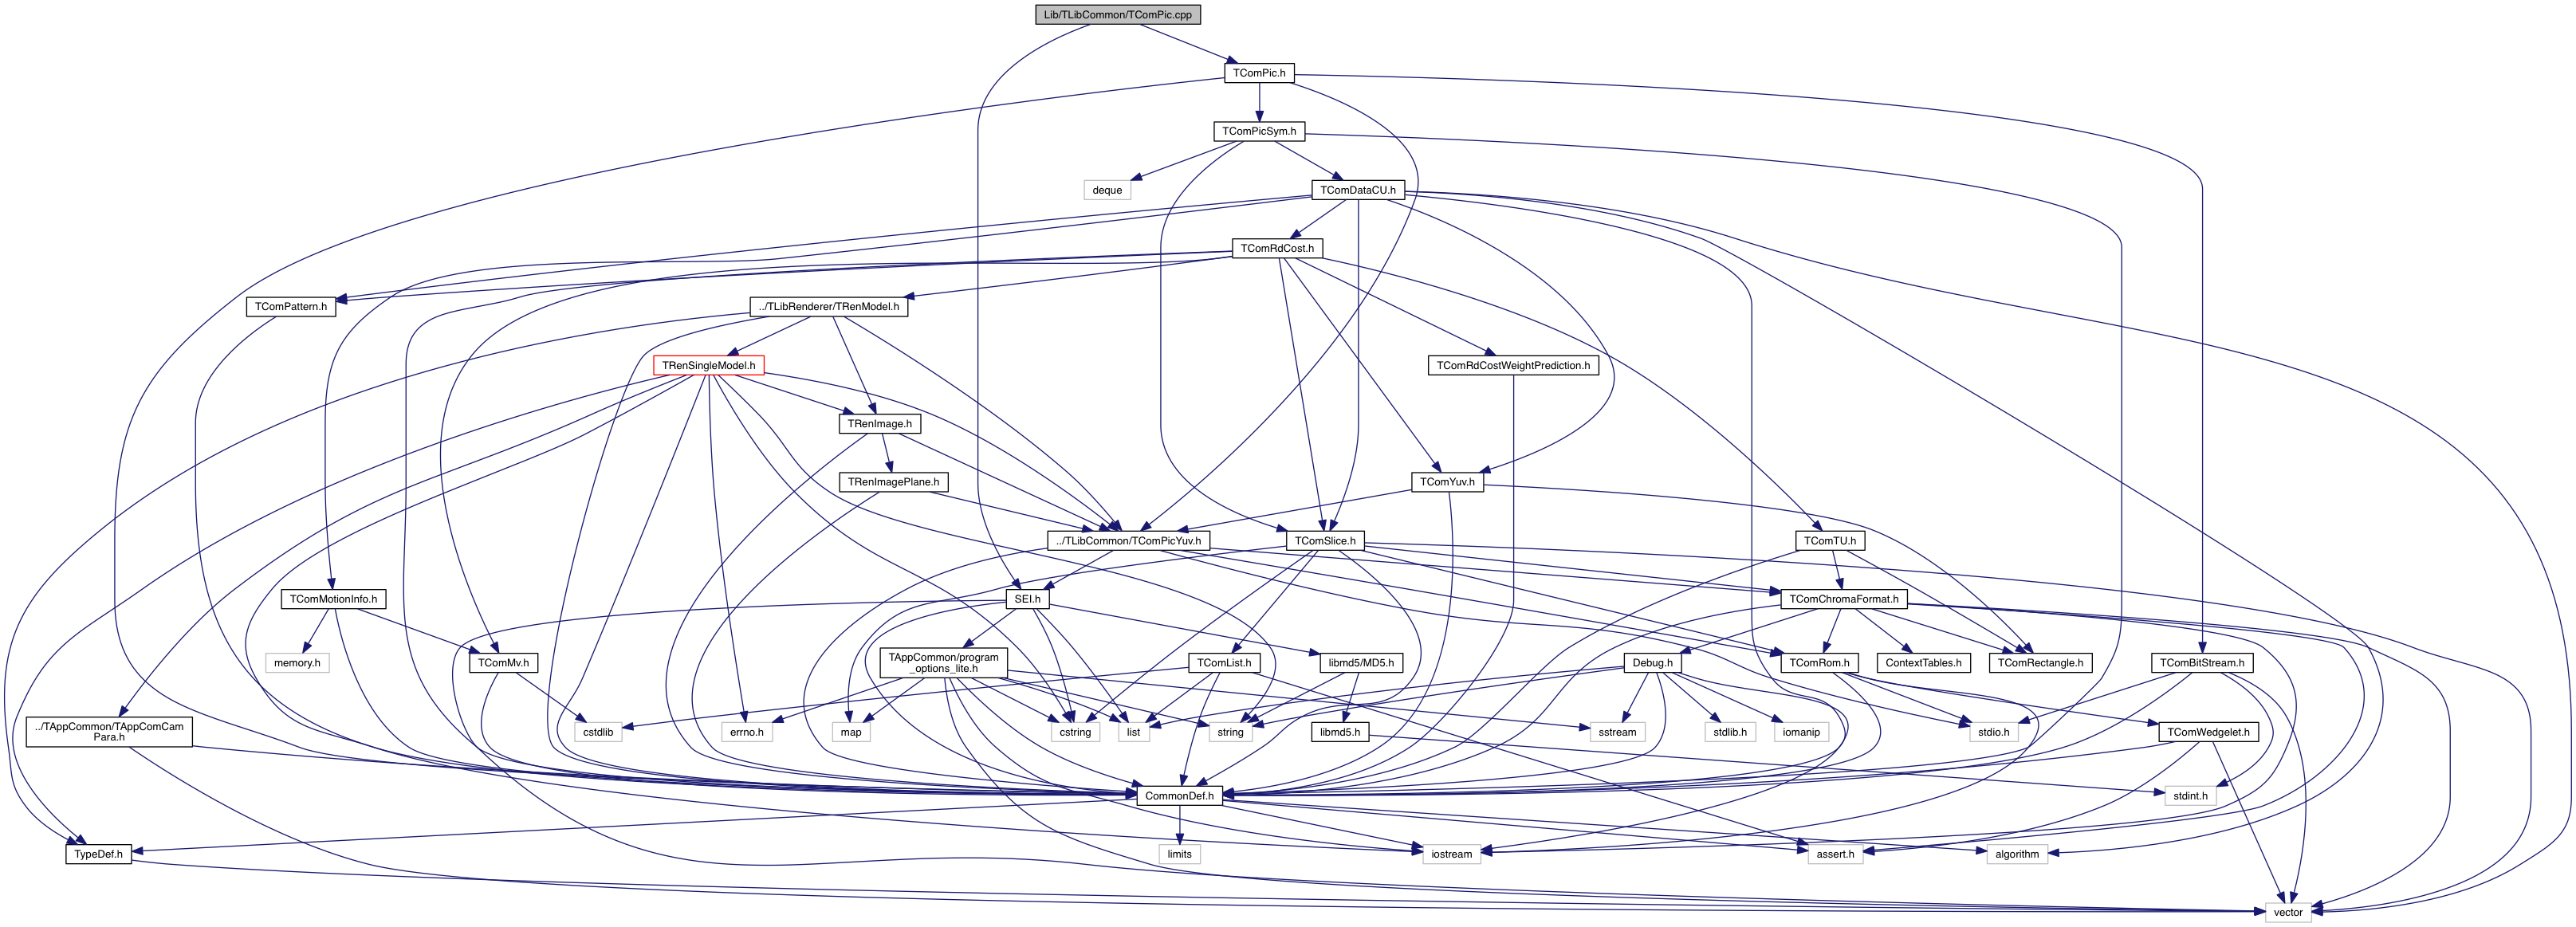 Lib/TLibCommon/TComPic.cpp
TComPic.h
TComPicSym.h
deque
TComDataCU.h
TComRdCost.h
TComPattern.h
../TLibRenderer/TRenModel.h
TRenSingleModel.h
TComRdCostWeightPrediction.h
TRenImage.h
TRenImagePlane.h
TComYuv.h
../TLibCommon/TComPicYuv.h
TComSlice.h
TComTU.h
TComMotionInfo.h
SEI.h
TComChromaFormat.h
memory.h
TComMv.h
TAppCommon/program
_options_lite.h
TComList.h
libmd5/MD5.h
Debug.h
TComRom.h
ContextTables.h
TComRectangle.h
TComBitStream.h
../TAppCommon/TAppComCam
Para.h
cstdlib
errno.h
map
cstring
list
string
libmd5.h
sstream
stdlib.h
iomanip
stdio.h
TComWedgelet.h
CommonDef.h
stdint.h
TypeDef.h
limits
iostream
assert.h
algorithm
vector